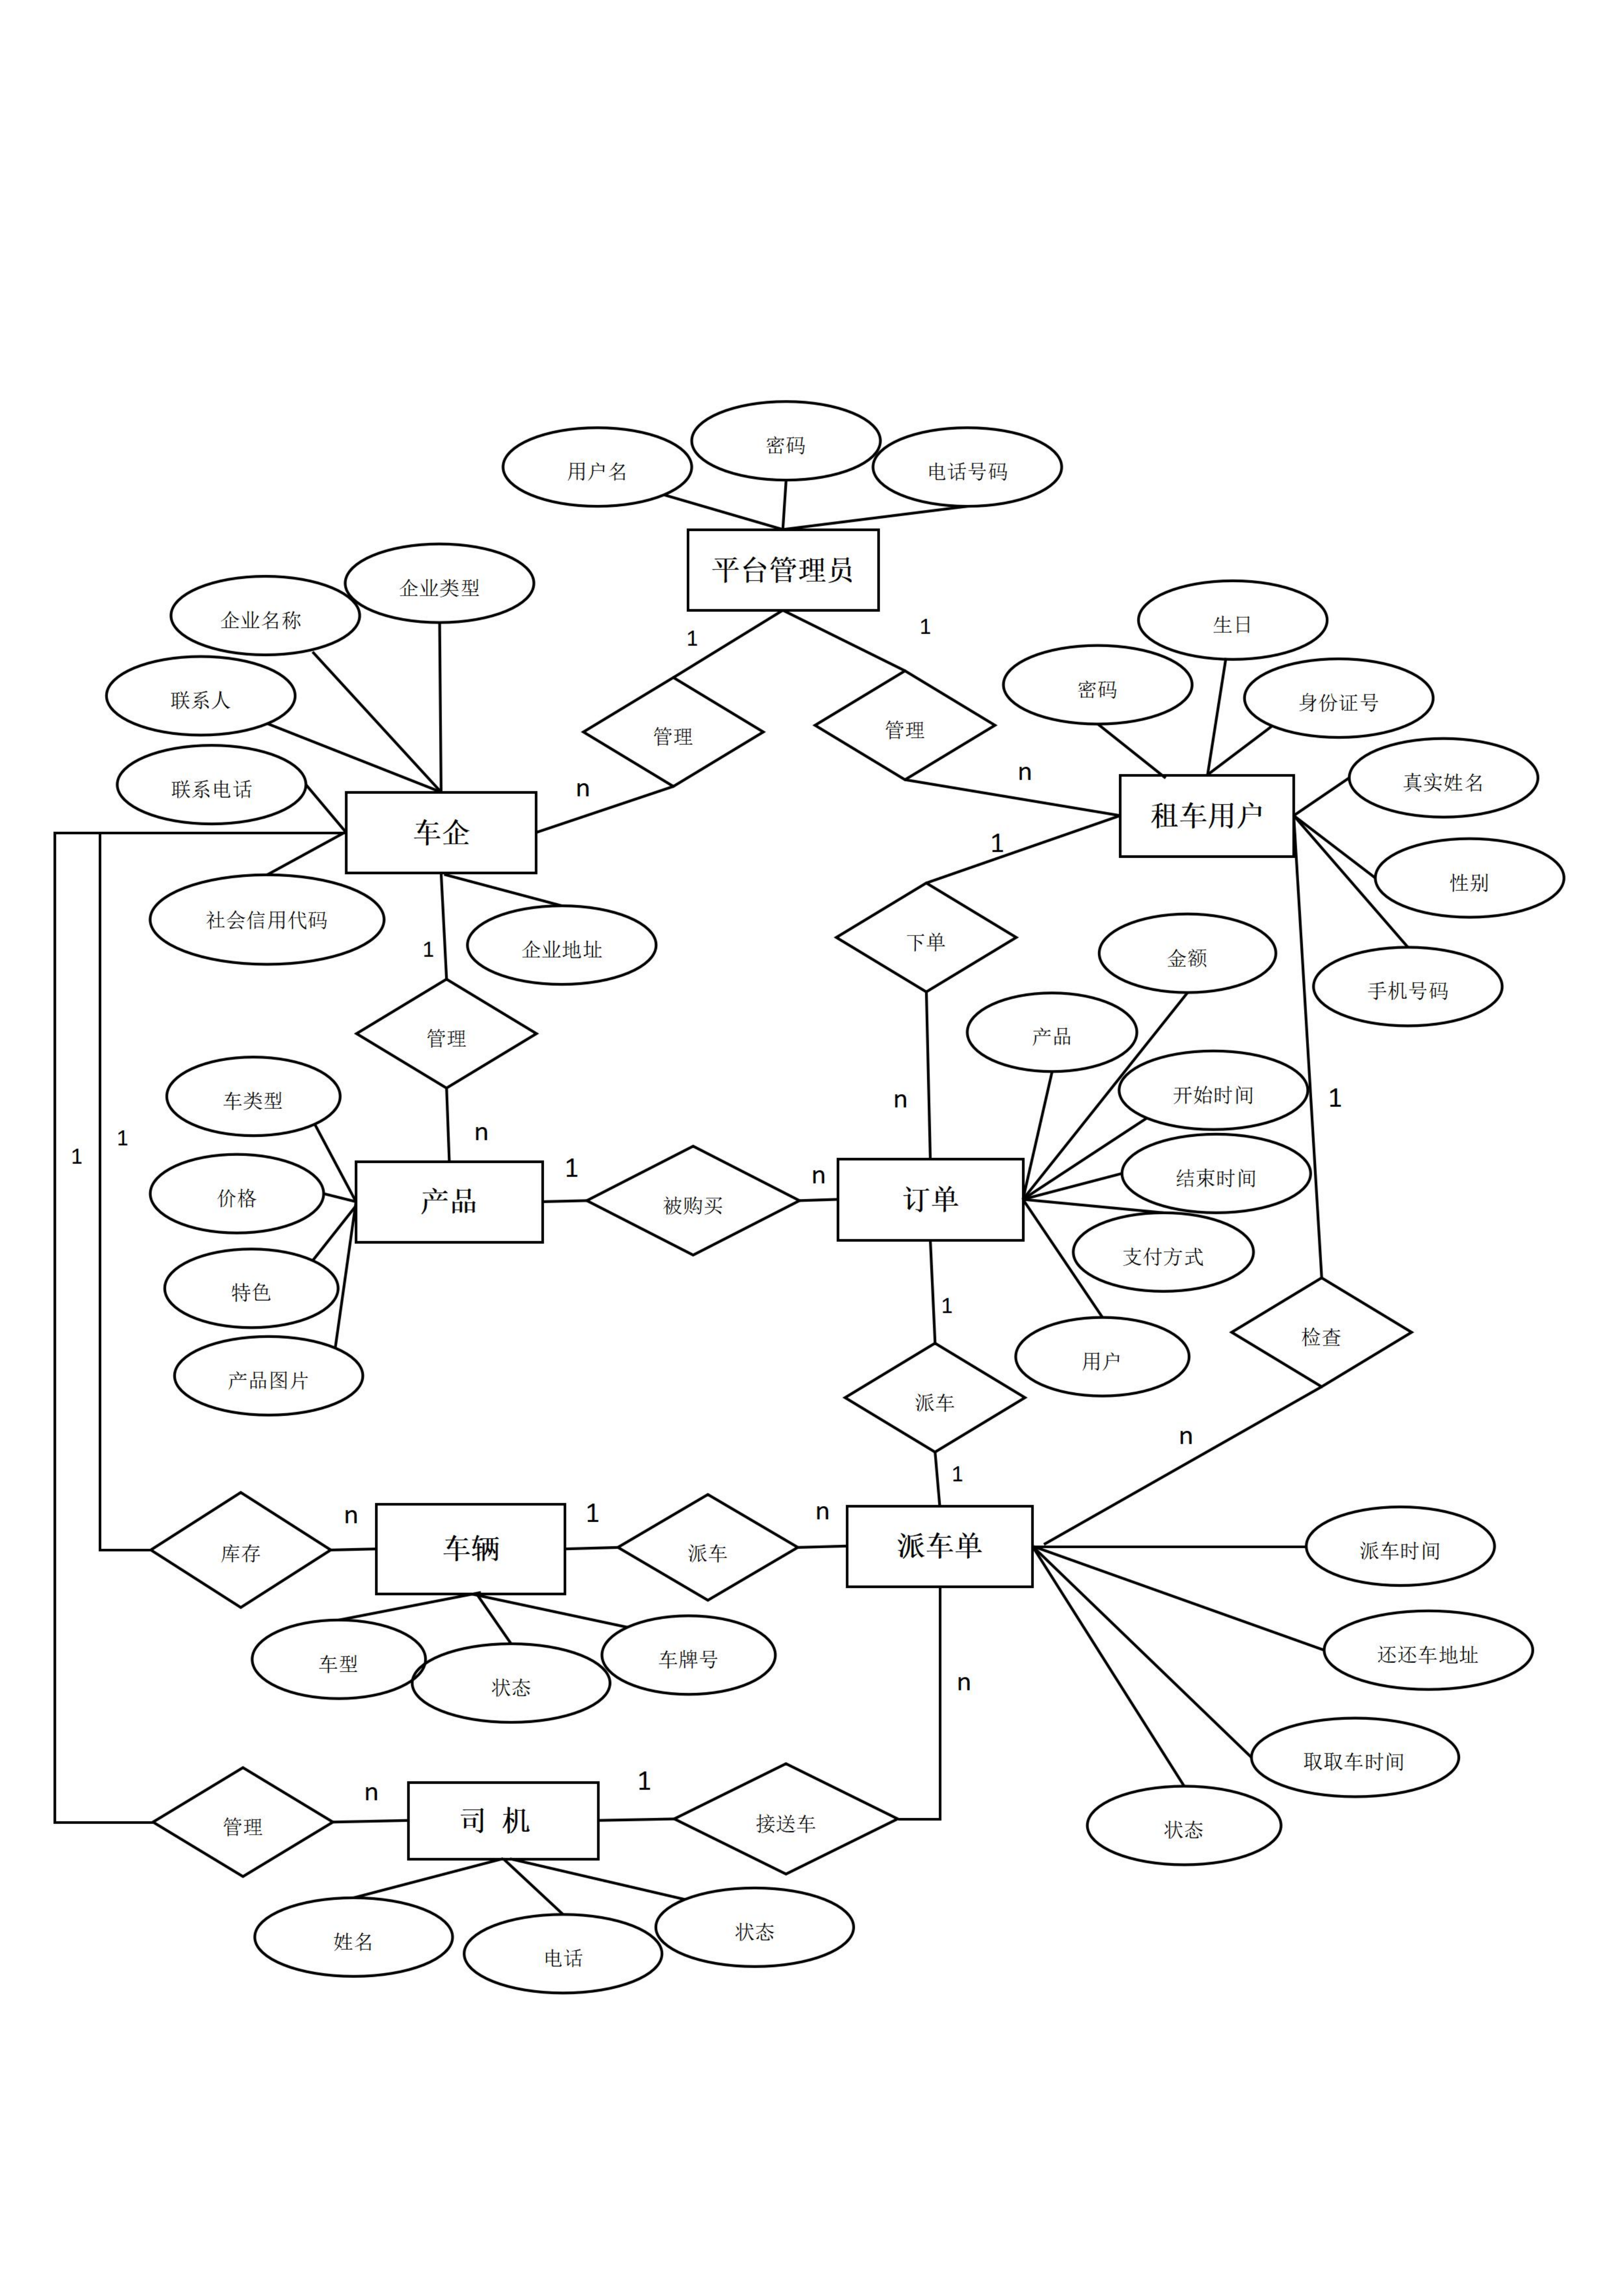 密码
用户名
电话号码
平台管理员
企业类型
企业名称
生日
1
1
密码
身份证号
联系人
管理
管理
真实姓名
联系电话
n
n
车企
租车用户
1
性别
社会信用代码
企业地址
1
下单
金额
手机号码
管理
产品
车类型
n
开始时间
1
n
1
1
1
n
结束时间
价格
产品
被购买
订单
支付方式
特色
1
用户
检查
产品图片
派车
n
1
n
1
n
库存
车辆
派车
派车单
派车时间
车型
状态
车牌号
n
还还车地址
取取车时间
n
1
管理
司 机
接送车
状态
姓名
电话
状态